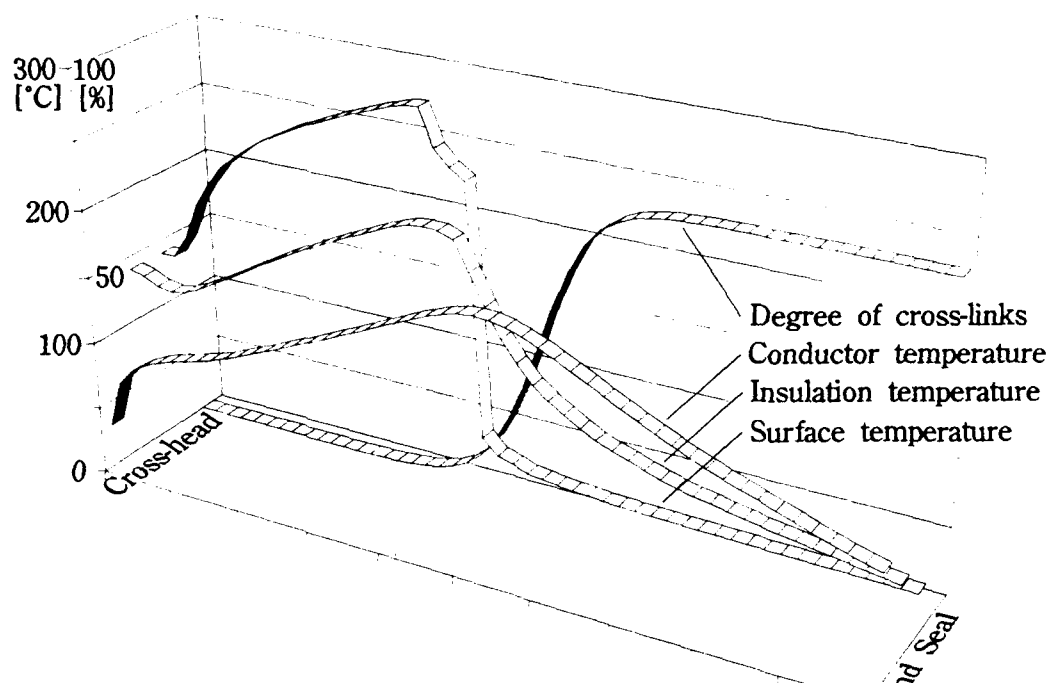 300 100
[°C] [%]
200
50
100
0
Cross-head
Degree of cross-links
Conductor temperature
Insulation temperature
Surface temperature
Seal